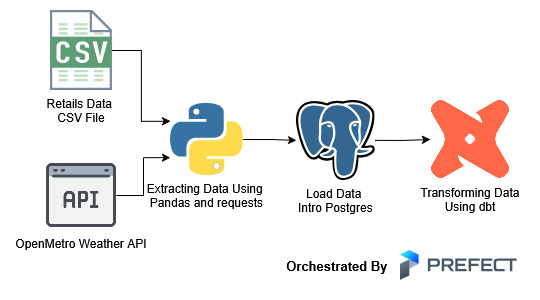 CSV
Retails Data
CSV File
API
OpenMetro Weather API
Extracting Data Using
Pandas and requests
Load Data
Intro Postgres
Transforming Data
Using dbt
Orchestrated By PREFECT